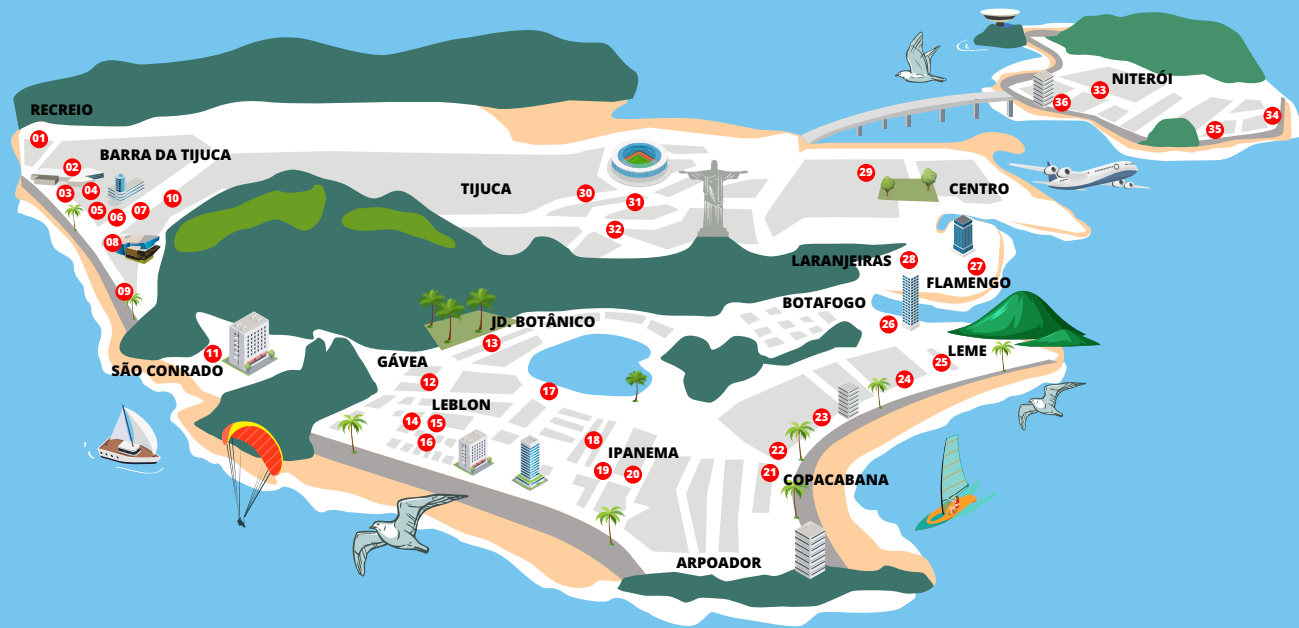 NITERÓI
33
36
34
35
RECREIO
01
BARRA DA TIJUCA
02
03
04
05
06
07
10
08
09
TIJUCA
30
31
32
29
CENTRO
LARANJEIRAS
28
27
FLAMENGO
BOTAFOGO
26
JD. BOTÂNICO
13
11
SÃO CONRADO
GÁVEA
12
17
LEME
25
24
LEBLON
14
15
16
23
18
IPANEMA
19
20
22
21
COPACABANA
ARPOADOR